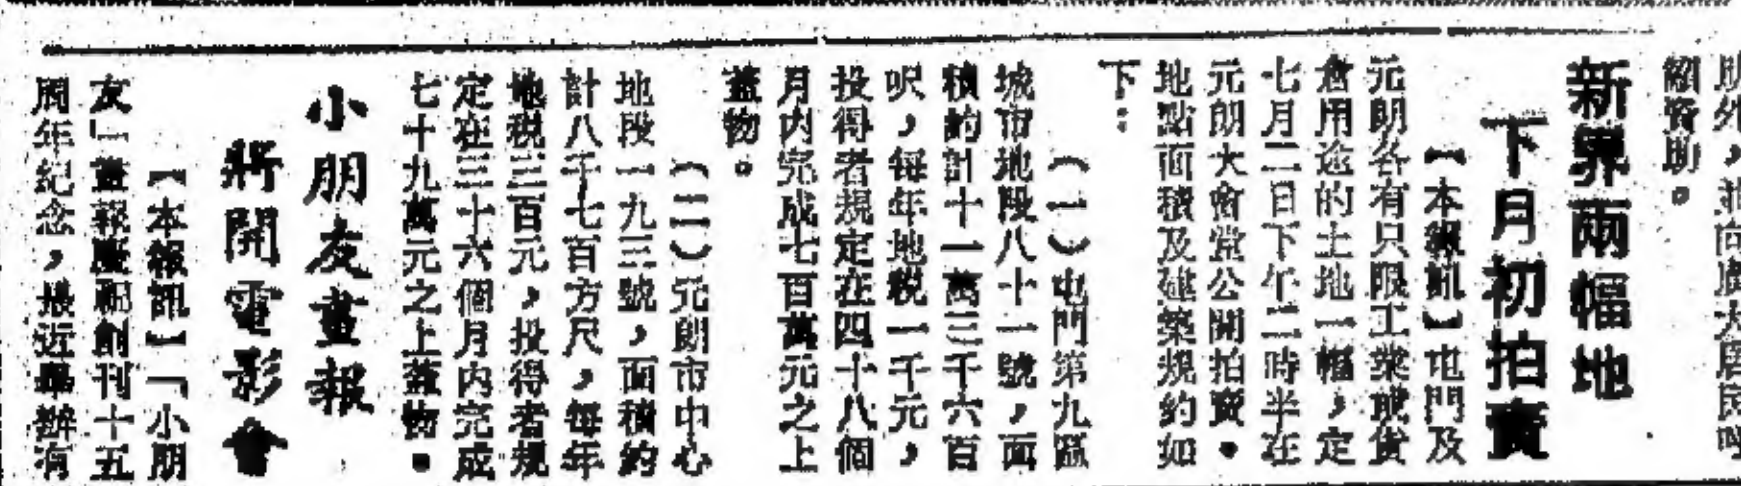 朋外，並向廣大居民呼
籲資助。
新界兩幅地
下月初拍賣
【本報訊】屯門及
元朗各有只限工業或貨
倉用途的土地一幅，定
七月二日下午二時半在
元朗大會堂公開拍賣。
地點面積及建築規約如
下：
（一）屯門第九區
城市地段八十一號，面
積約計十一萬三千六百
呎，每年地稅一千元，
投得者規定在四十八個
月內完成七百萬元之上
蓋物。
（二）元朗市中心
地段一九三號，面積約
計八千七百方尺，每年
地稅三百元，投得者規
定在三十六個月內完成
七十九萬元之上蓋物。
小朋友畫報
將開電影會
【本報訊】「小朋
友」畫報慶祝創刊十五
周年紀念，最近舉辦有